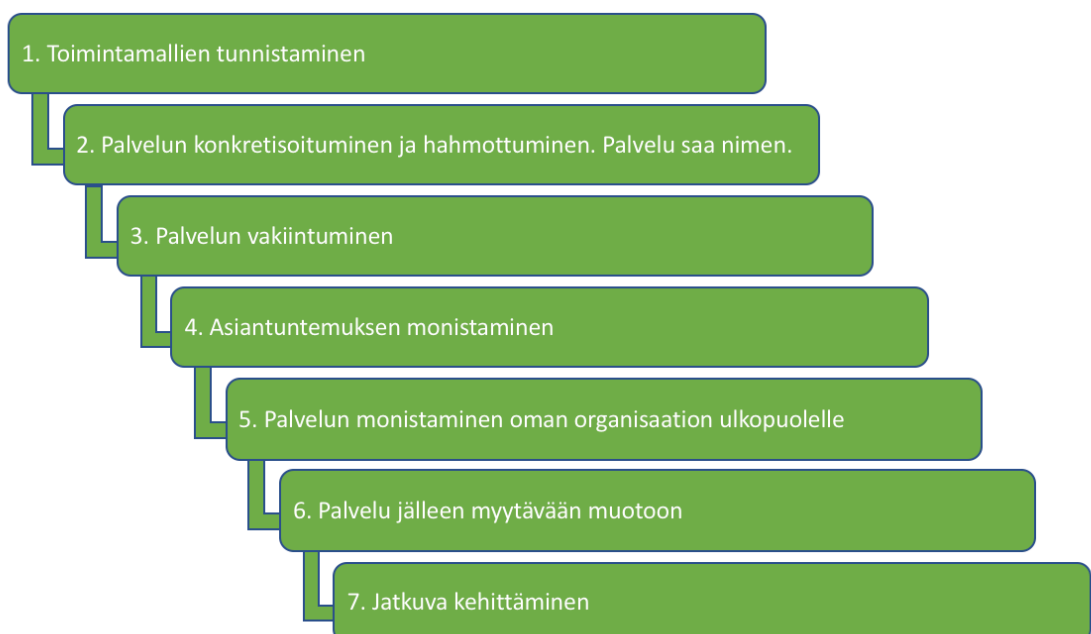 1. Toimintamallien tunnistaminen
2. Palvelun konkretisoituminen ja hahmottuminen. Palvelu saa nimen.
3. Palvelun vakiintuminen
4. Asiantuntemuksen monistaminen
5. Palvelun monistaminen oman organisaation ulkopuolelle
6. Palvelu jälleen myytävään muotoon
7. Jatkuva kehittäminen